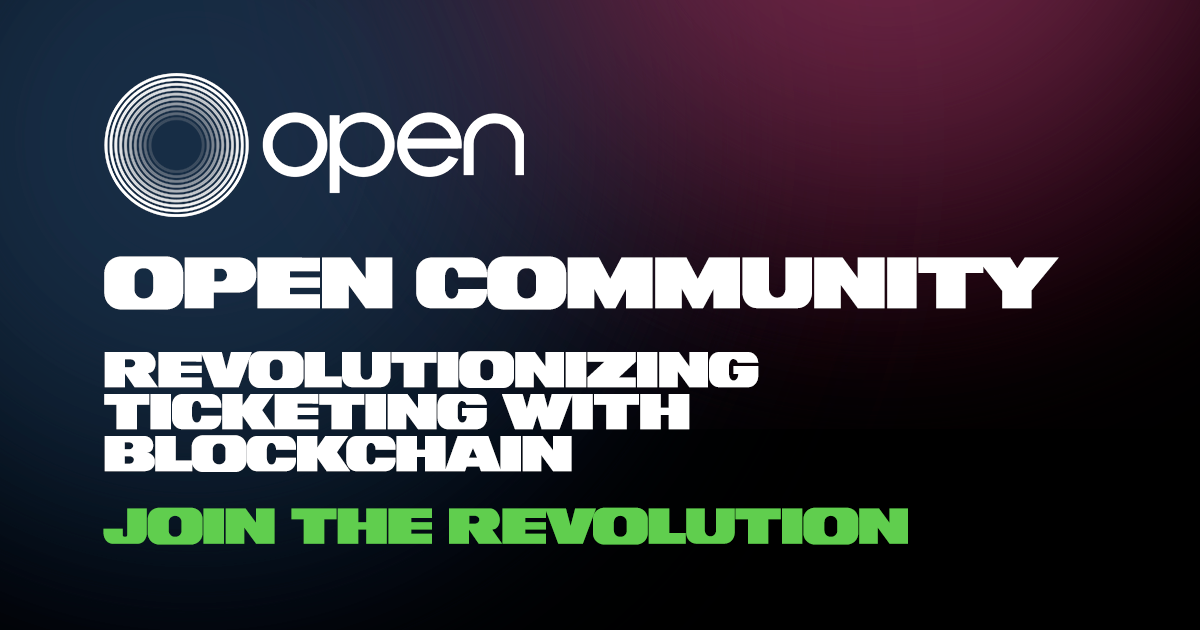 open
OPEN COMMUNITY
REVOLUTIONIZING
TICKETING WITH
BLOCKCHAIN
JOIN THE REVOLUTION